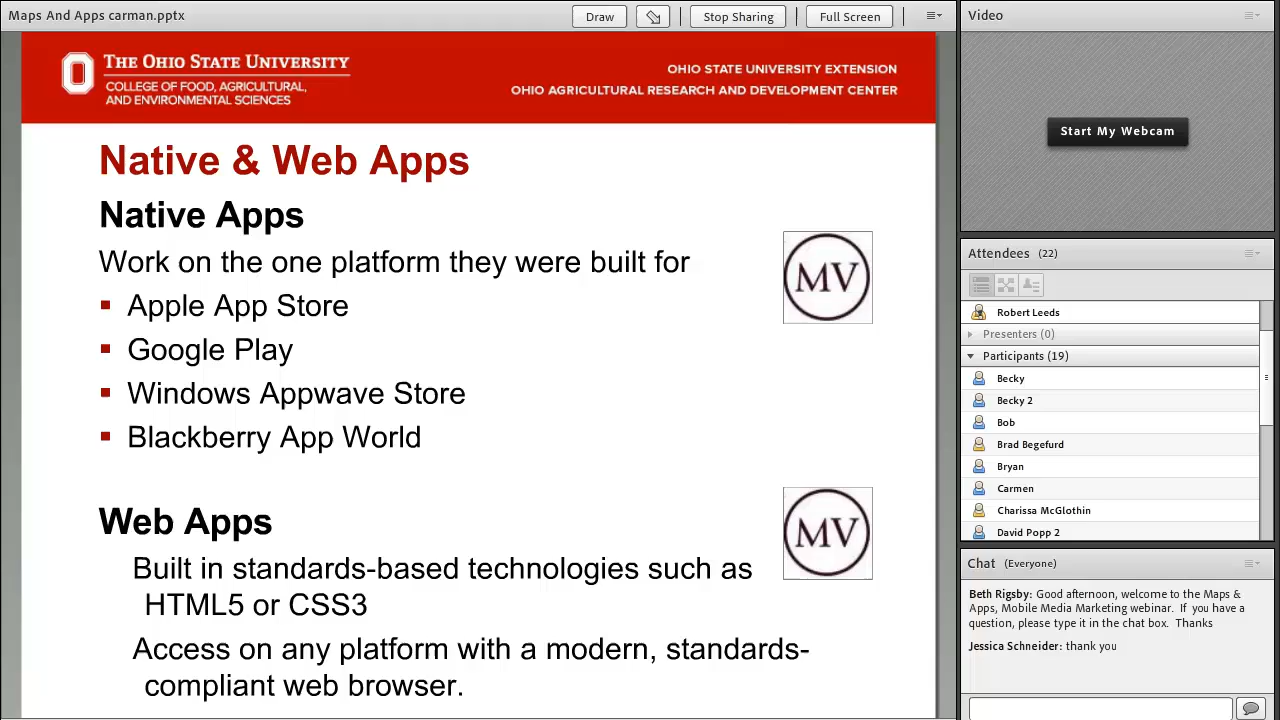 Maps And Apps carman.pptx
Draw
Stop Sharing
Full Screen
THE OHIO STATE UNIVERSITY
COLLEGE OF FOOD, AGRICULTURAL,
AND ENVIRONMENTAL SCIENCES
OHIO STATE UNIVERSITY EXTENSION
OHIO AGRICULTURAL RESEARCH AND DEVELOPMENT CENTER
Native & Web Apps
Native Apps
Work on the one platform they were built for
Apple App Store
Google Play
Windows Appwave Store
Blackberry App World
MV
Web Apps
Built in standards-based technologies such as
HTML5 or CSS3
Access on any platform with a modern, standards-
compliant web browser.
MV
Video
Start My Webcam
Attendees (22)
Robert Leeds
Presenters (0)
Participants (19)
Becky
Becky 2
Bob
Brad Begefurd
Bryan
Carmen
Charissa McGlothin
David Popp 2
Chat (Everyone)
Beth Rigsby: Good afternoon, welcome to the Maps &
Apps, Mobile Media Marketing webinar. If you have a
question, please type it in the chat box. Thanks
Jessica Schneider: thank you